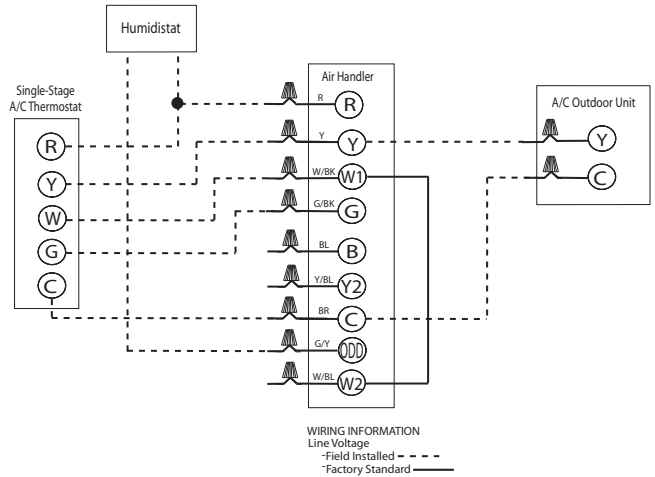 Humidistat
Single-Stage
A/C Thermostat
R
Y
W
G
C
Air Handler
R R
Y Y
W/BK W1
G/BK G
BL B
Y/BL Y2
BR C
G/Y ODD
W/BL W2
A/C Outdoor Unit
Y
C
WIRING INFORMATION
Line Voltage
-Field Installed
-Factory Standard